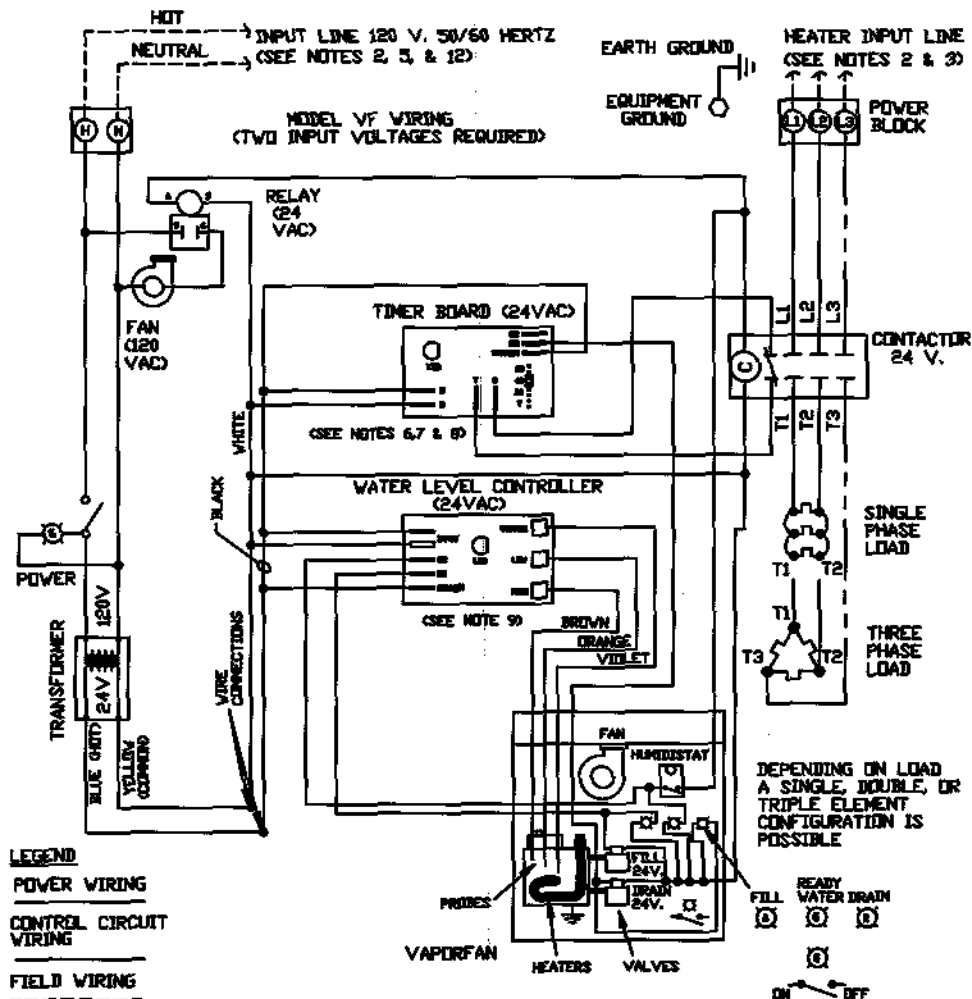 HOT
NEUTRAL
INPUT LINE 120 V. 50/60 HERTZ
(SEE NOTES 2, 5, & 12)
EARTH GROUND
EQUIPMENT
GROUND
HEATER INPUT LINE
(SEE NOTES 2 & 3)
H
N
L1
L2
L3
POWER
BLOCK
MODEL VF WIRING
(TWO INPUT VOLTAGES REQUIRED)
RELAY
(24
VAC)
FAN
(120
VAC)
TIMER BOARD (24VAC)
(SEE NOTES 6,7 & 8)
L1
L2
L3
C
CONTACTOR
24 V.
T1
T2
T3
WHITE
BLACK
WATER LEVEL CONTROLLER
(24VAC)
(SEE NOTE 9)
BROWN
ORANGE
VIOLET
POWER
SINGLE
PHASE
LOAD
T1
T2
T1
T3
T2
THREE
PHASE
LOAD
TRANSFORMER
120V
24V
BLUE (HOT)
YELLOW
(COMMON)
WIRE
CONNECTIONS
FAN
HUMIDISTAT
FILL
24V.
DRAIN
24V.
PROBES
VAPORFAN
HEATERS
VALVES
DEPENDING ON LOAD
A SINGLE, DOUBLE, OR
TRIPLE ELEMENT
CONFIGURATION IS
POSSIBLE
FILL
READY
WATER
DRAIN
ON
OFF
LEGEND
POWER WIRING
CONTROL CIRCUIT
WIRING
FIELD WIRING